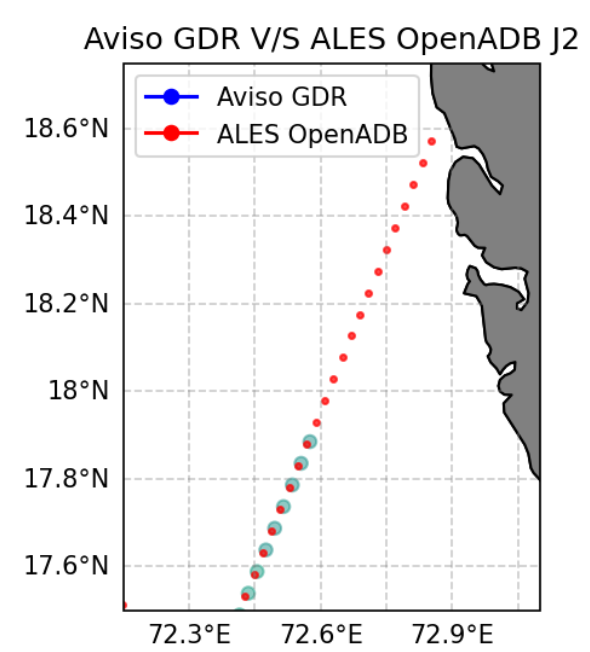 Aviso GDR V/S ALES OpenADB J2
Aviso GDR
ALES OpenADB
18.6°N
18.4°N
18.2°N
18°N
17.8°N
17.6°N
72.3°E 72.6°E 72.9°E